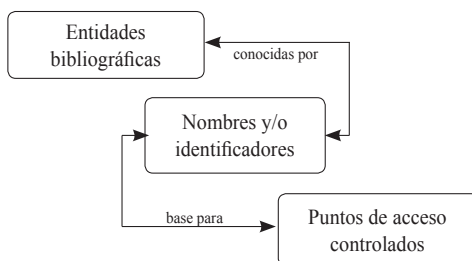 Entidades
bibliográficas
conocidas por
Nombres y/o
identificadores
base para
Puntos de acceso
controlados